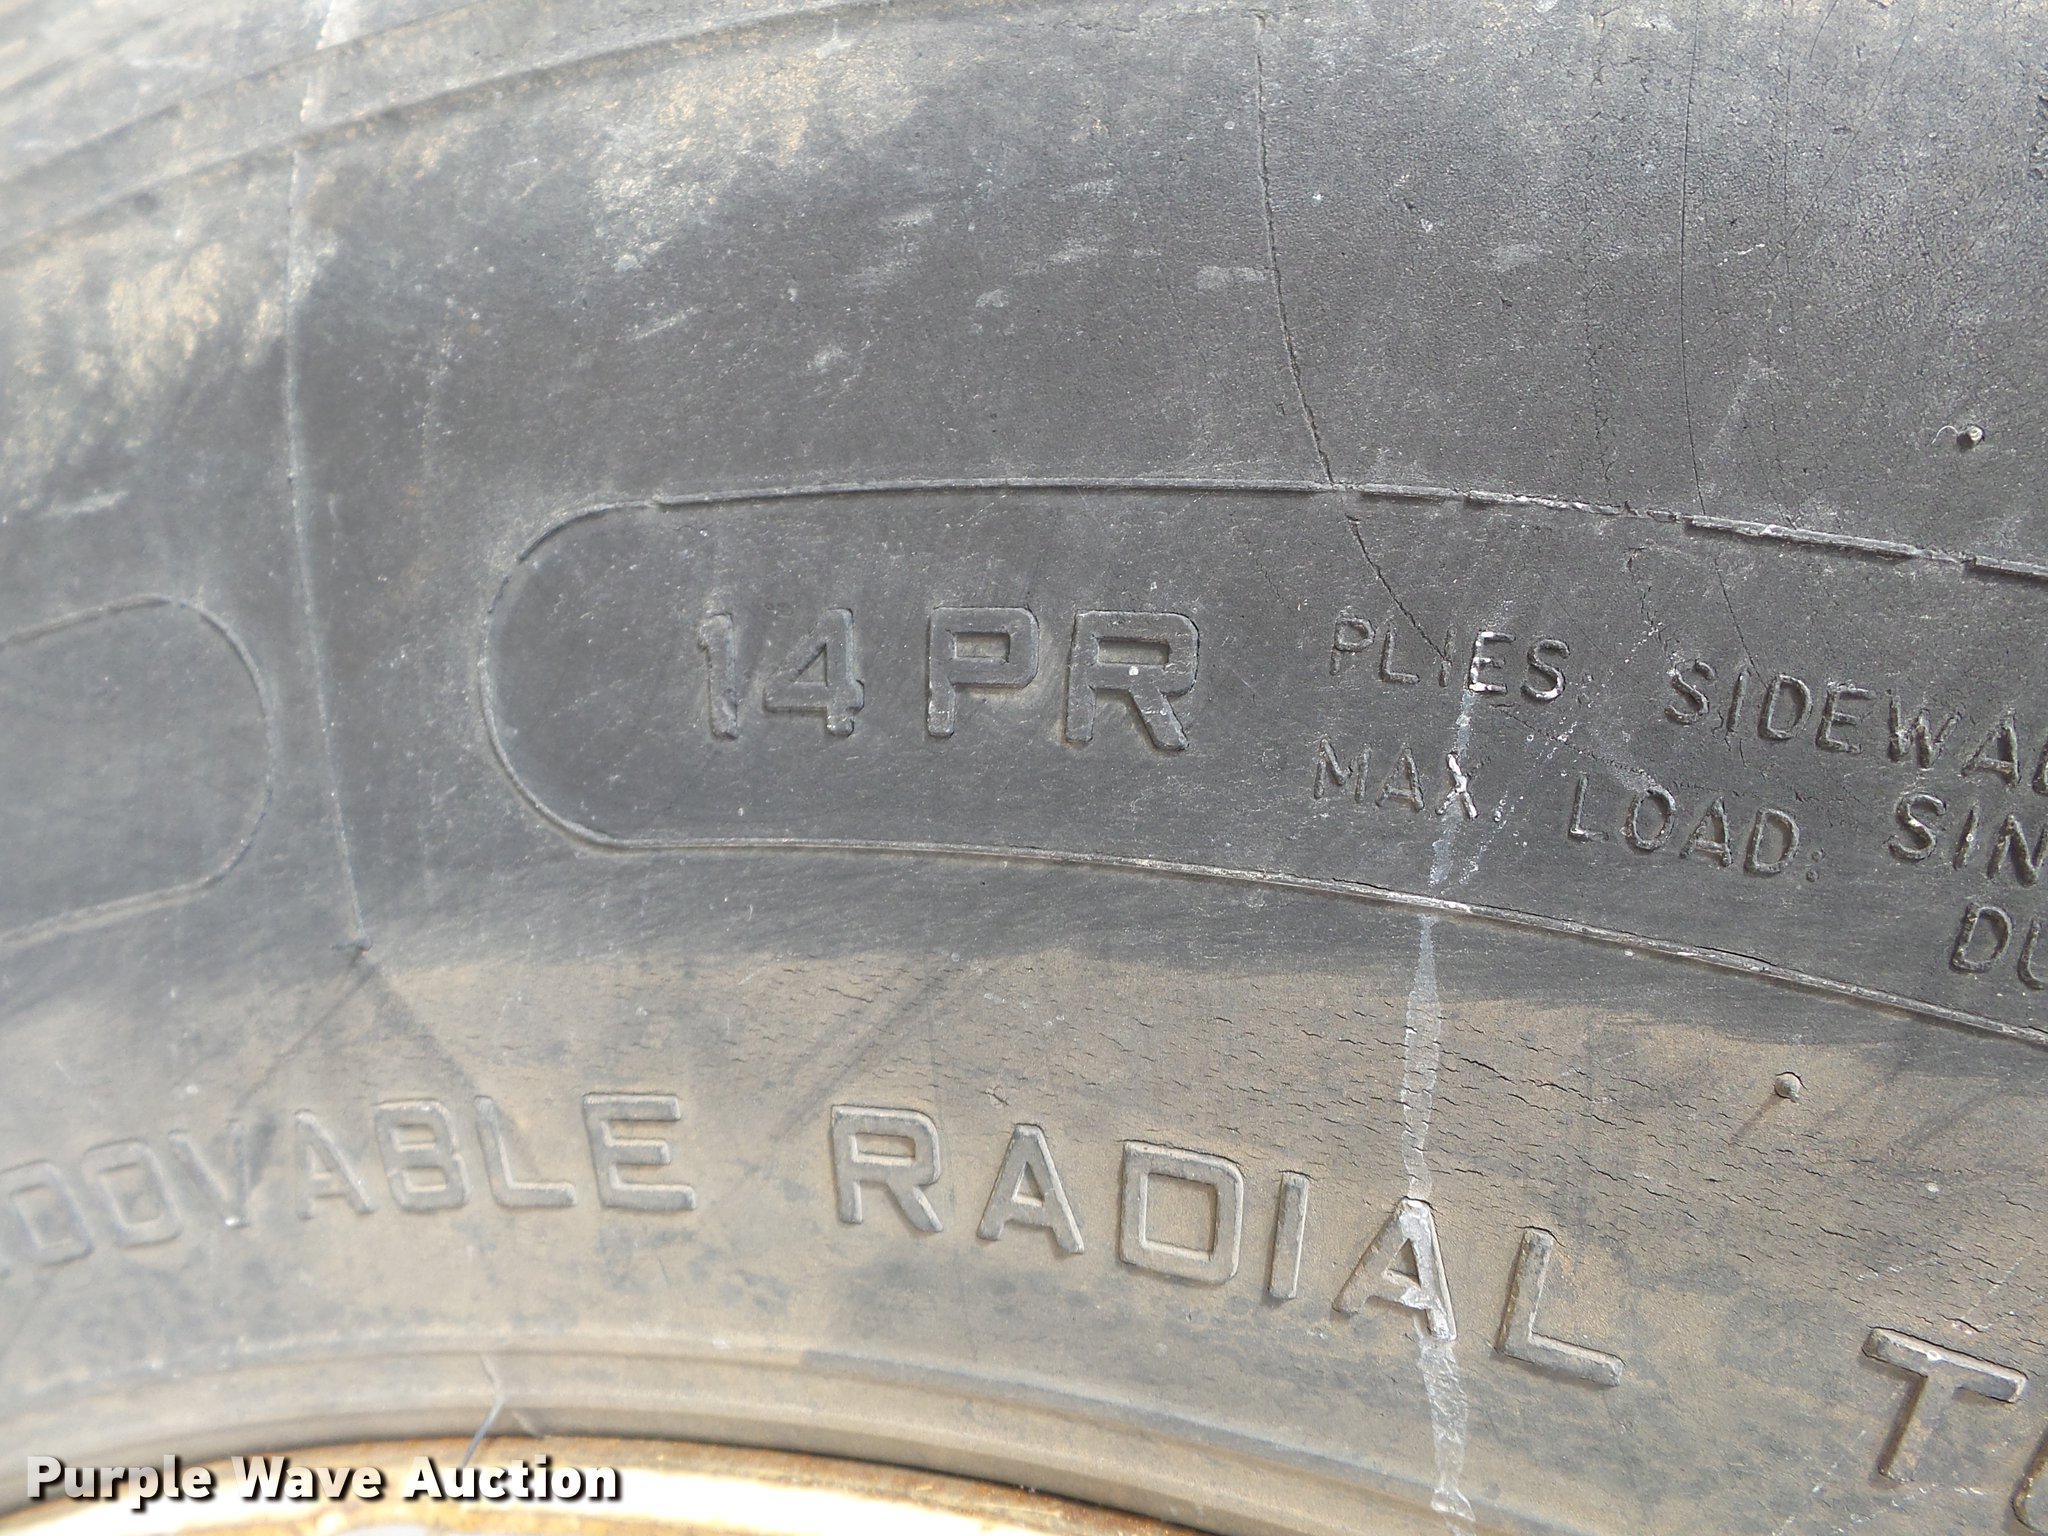 14 PR
PLIES: SIDEWA
MAX. LOAD: SIN
DU
OOVABLE RADIAL T
Purple Wave Auction